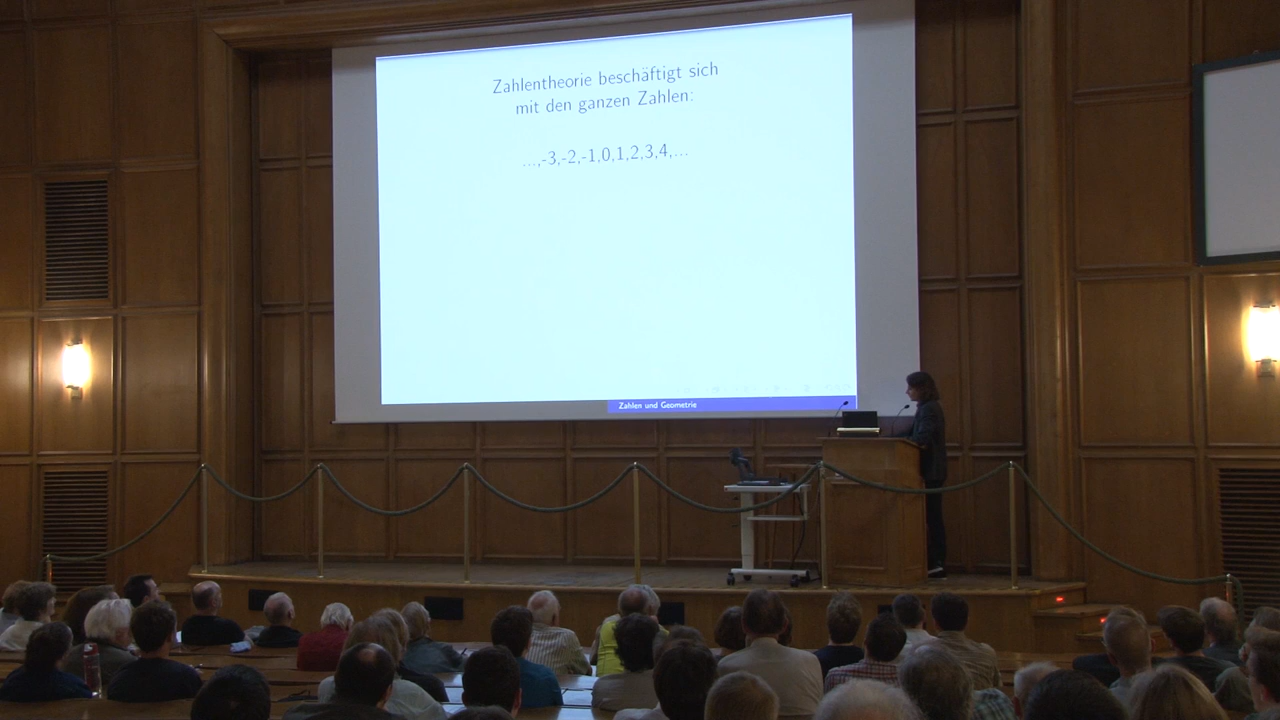 Zahlentheorie beschäftigt sich
mit den ganzen Zahlen:
...,-3,-2,-1,0,1,2,3,4,...
Zahlen und Geometrie